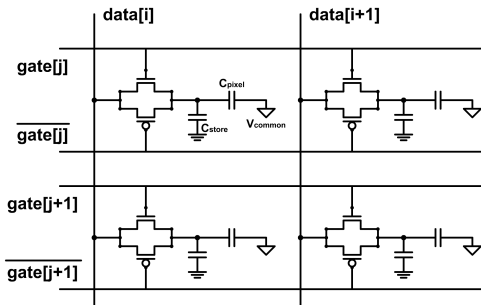 data[i] data[i+1]
gate[j]
Cpixel
gate[j]
Cstore
Vcommon
gate[j+1]
gate[j+1]